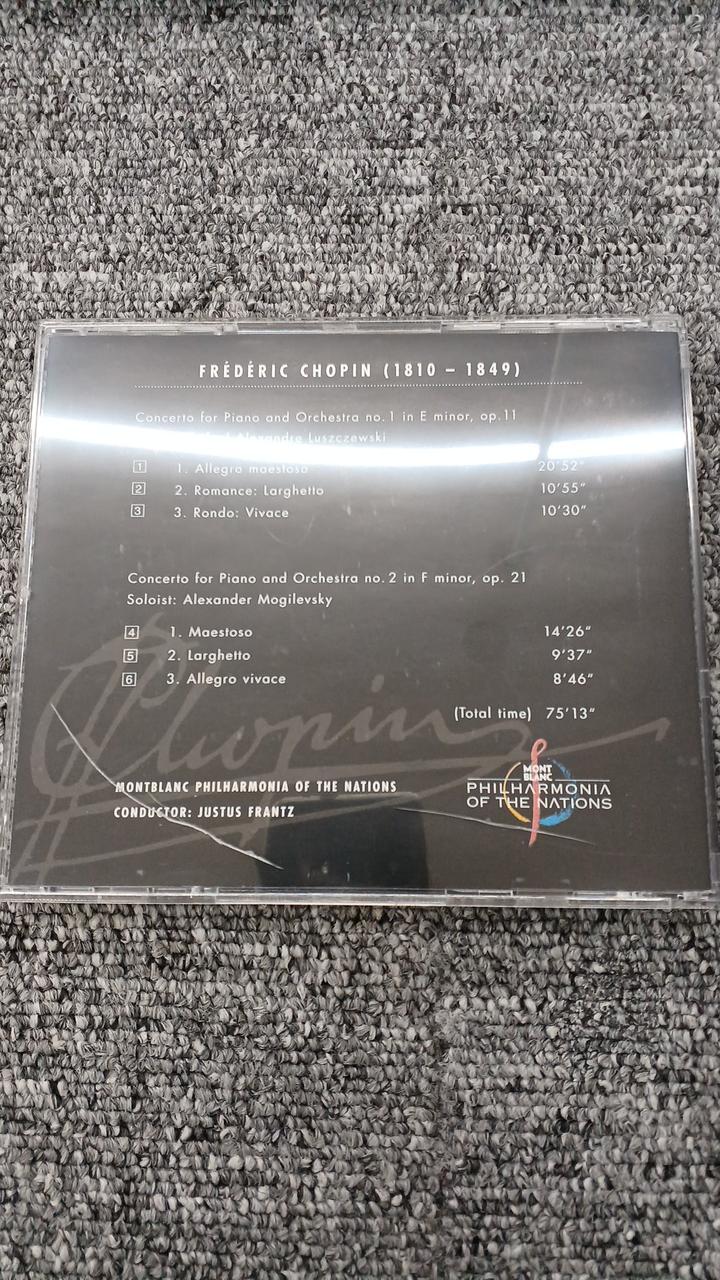 FRÉDÉRIC CHOPIN (1810 – 1849)
Concerto for Piano and Orchestra no.1 in E minor, op.11
Alexandre Luszczewski
1 1. Allegro maestoso 20'52"
2 2. Romance: Larghetto 10'55"
3 3. Rondo: Vivace 10'30"
Concerto for Piano and Orchestra no.2 in F minor, op. 21
Soloist: Alexander Mogilevsky
4 1. Maestoso 14'26"
5 2. Larghetto 9'37"
6 3. Allegro vivace 8'46"
(Total time) 75'13"
Chopin
MONTBLANC PHILHARMONIA OF THE NATIONS
CONDUCTOR: JUSTUS FRANTZ
MONT
BLANC
PHILHARMONIA
OF THE NATIONS